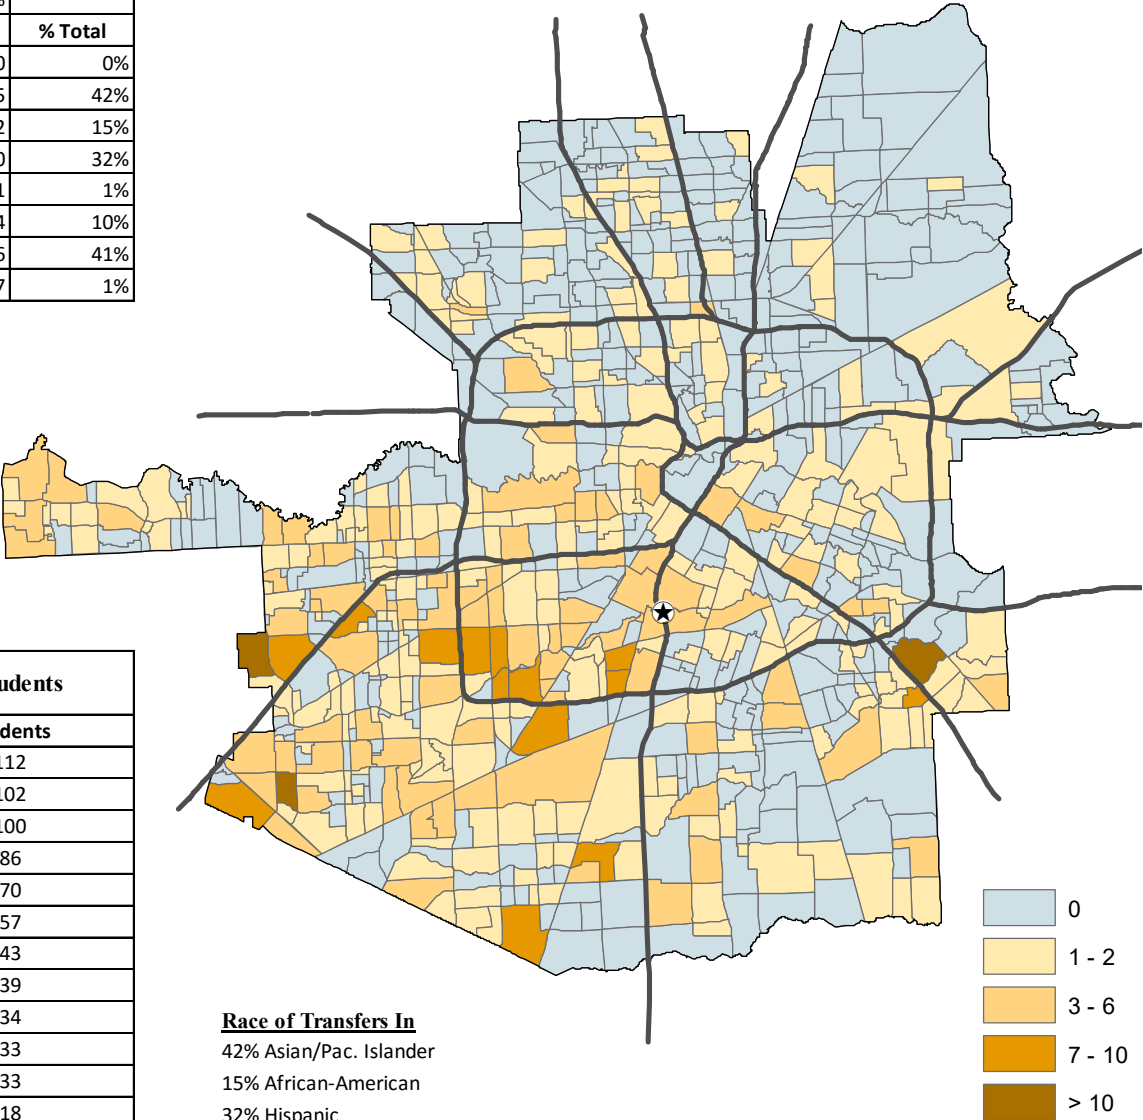 % Total
0%
42%
15%
32%
1%
10%
41%
1%
udents
dents
112
102
100
86
70
57
43
39
34
33
33
18
Race of Transfers In
42% Asian/Pac. Islander
15% African-American
32% Hispanic
0
1 - 2
3 - 6
7 - 10
> 10